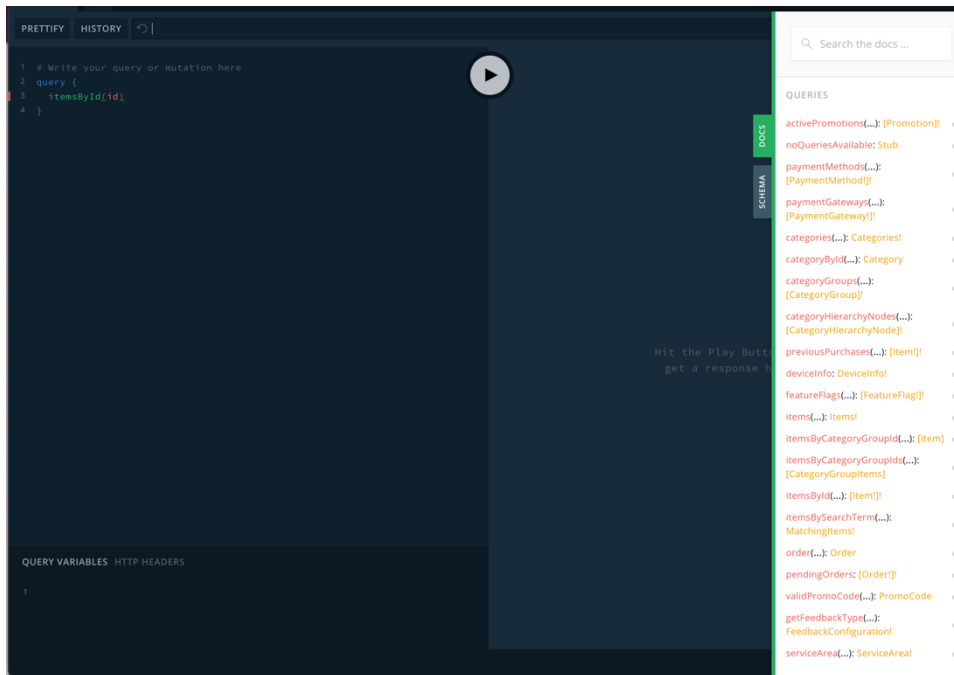 PRETTIFY HISTORY
1 # Write your query or mutation here
2 query {
3 itemsById(id)
4 }
Hit the Play Butto
get a response h
QUERY VARIABLES HTTP HEADERS
1
DOCS
SCHEMA
Search the docs ...
QUERIES
activePromotions(...): [Promotion]!
noQueriesAvailable: Stub
paymentMethods(...):
[PaymentMethod!]!
paymentGateways(...):
[PaymentGateway!]!
categories(...): Categories!
categoryById(...): Category
categoryGroups(...):
[CategoryGroup]!
categoryHierarchyNodes(...):
[CategoryHierarchyNode]!
previousPurchases(...): [Item!]!
deviceInfo: DeviceInfo!
featureFlags(...): [FeatureFlag!]!
items(...): Items!
itemsByCategoryGroupId(...): [Item]
itemsByCategoryGroupIds(...):
[CategoryGroupItems]
itemsById(...): [Item!]!
itemsBySearchTerm(...):
MatchingItems!
order(...): Order
pendingOrders: [Order!]!
validPromoCode(...): PromoCode
getFeedbackType(...):
FeedbackConfiguration!
serviceArea(...): ServiceArea!